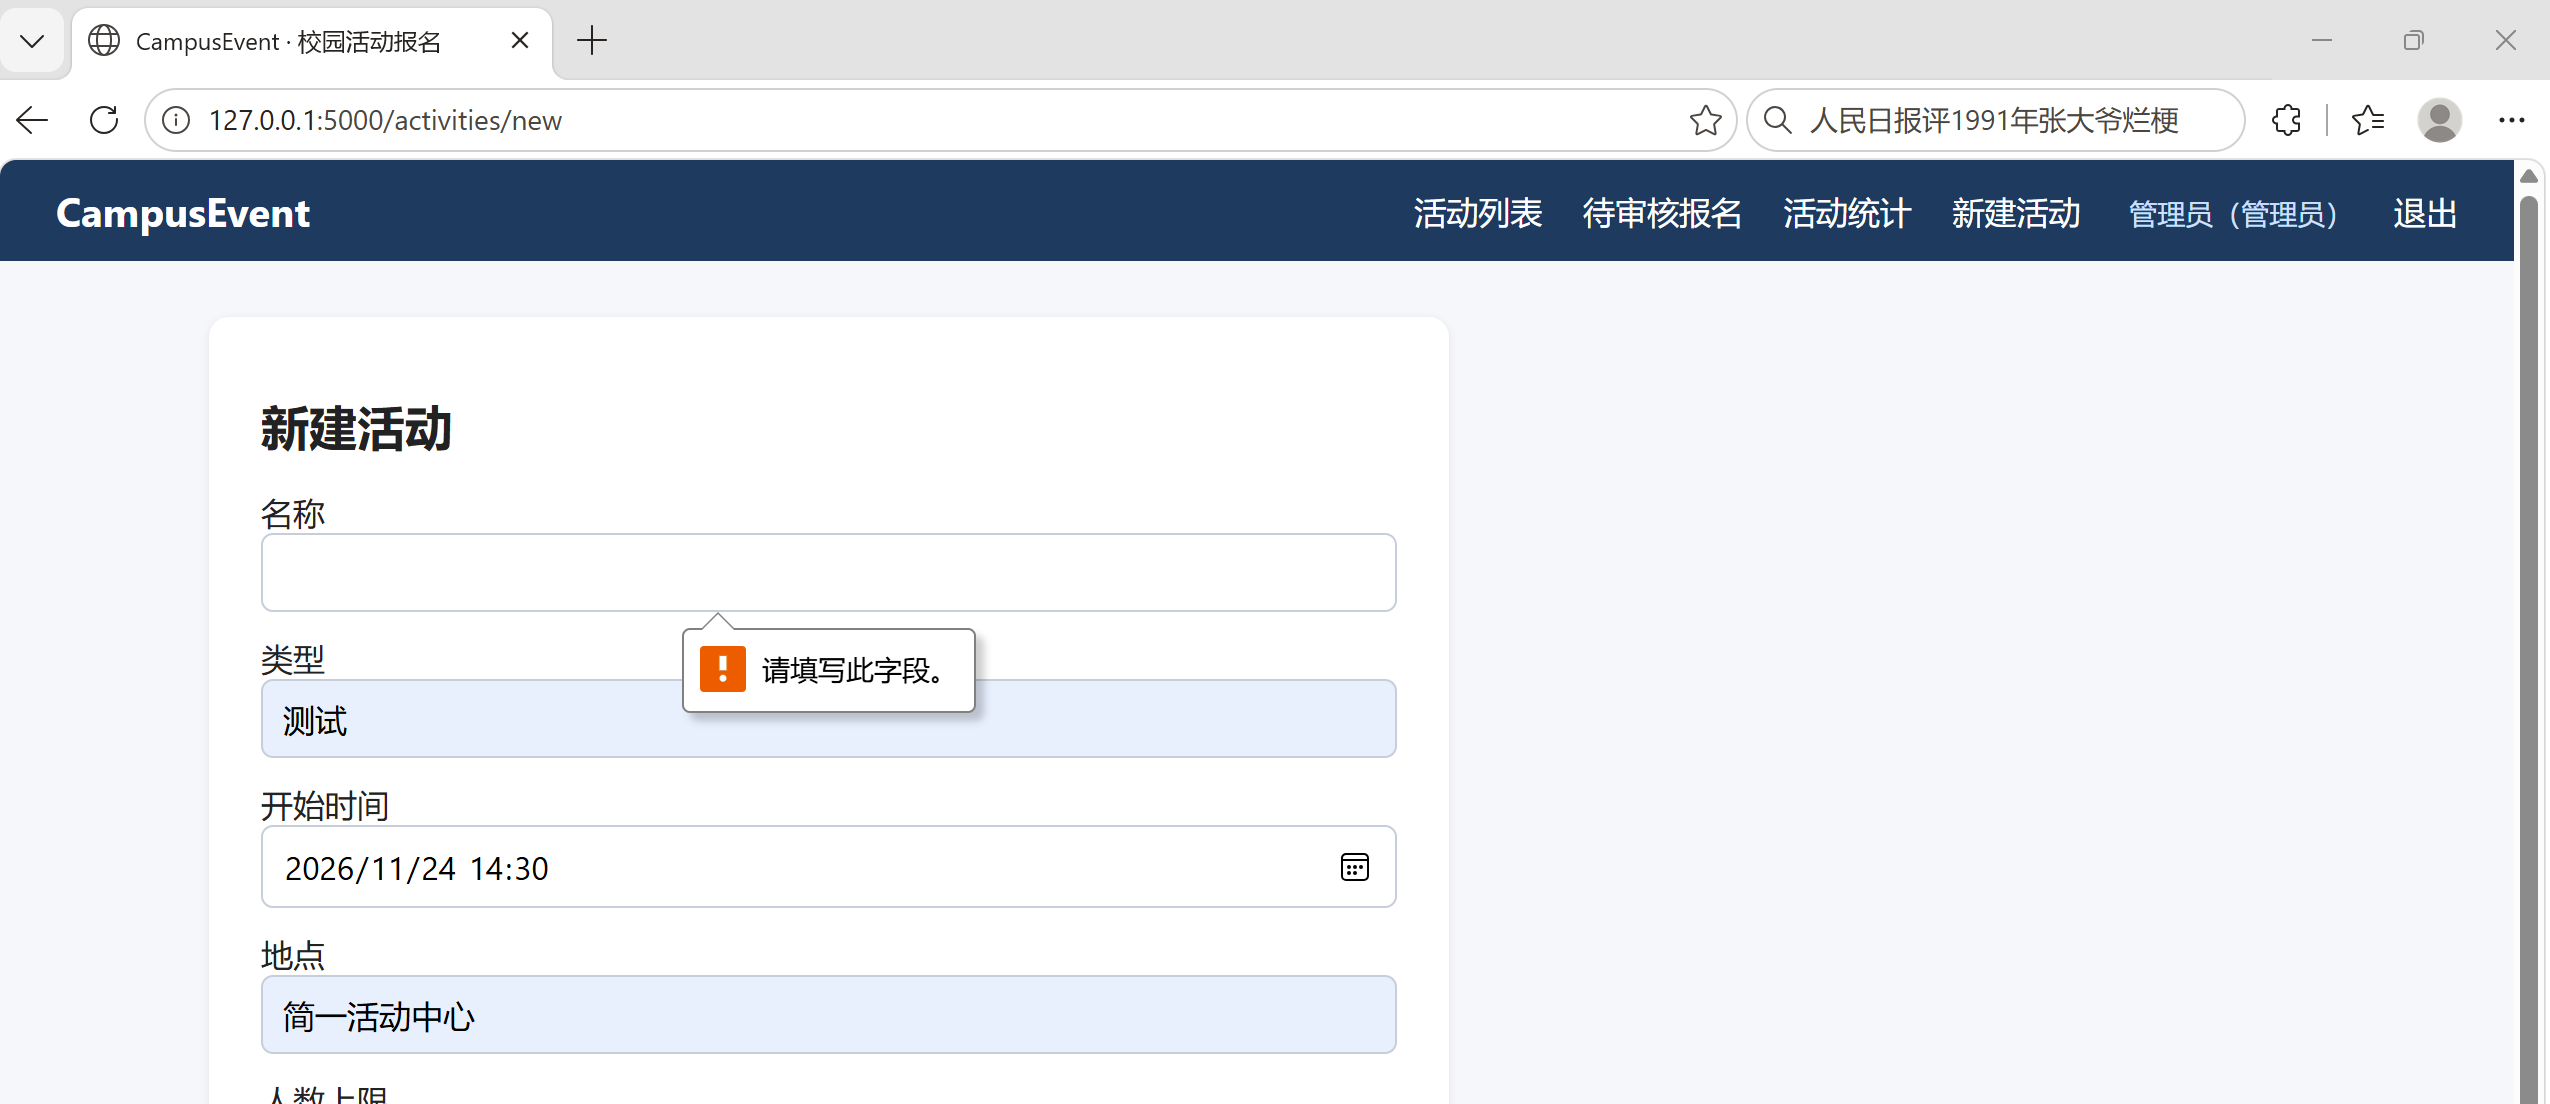 CampusEvent · 校园活动报名
127.0.0.1:5000/activities/new
人民日报评1991年张大爷烂梗
CampusEvent
活动列表 待审核报名 活动统计 新建活动 管理员（管理员） 退出
新建活动
名称
请填写此字段。
类型
测试
开始时间
2026/11/24 14:30
地点
简一活动中心
人数上限